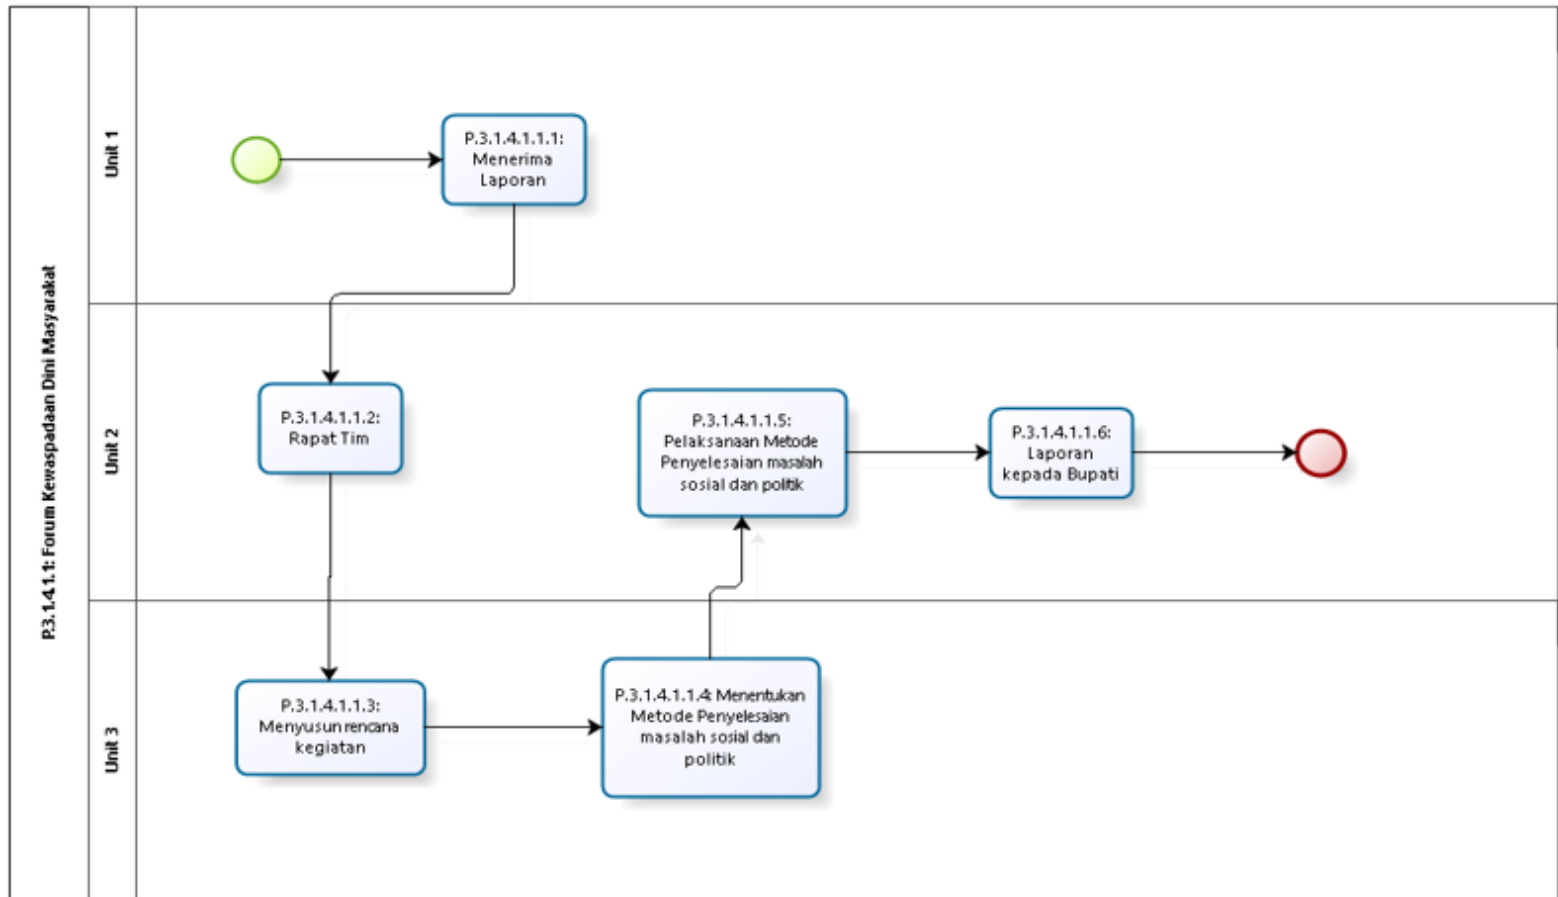 P.3.1.4.1.1: Forum Kewaspadaan Dini Masyarakat
Unit 1
P.3.1.4.1.1.1:
Menerima
Laporan
Unit 2
P.3.1.4.1.1.2:
Rapat Tim
P.3.1.4.1.1.5:
Pelaksanaan Metode
Penyelesaian masalah
sosial dan politik
P.3.1.4.1.1.6:
Laporan
kepada Bupati
Unit 3
P.3.1.4.1.1.3:
Menyusun rencana
kegiatan
P.3.1.4.1.1.4: Menentukan
Metode Penyelesaian
masalah sosial dan
politik